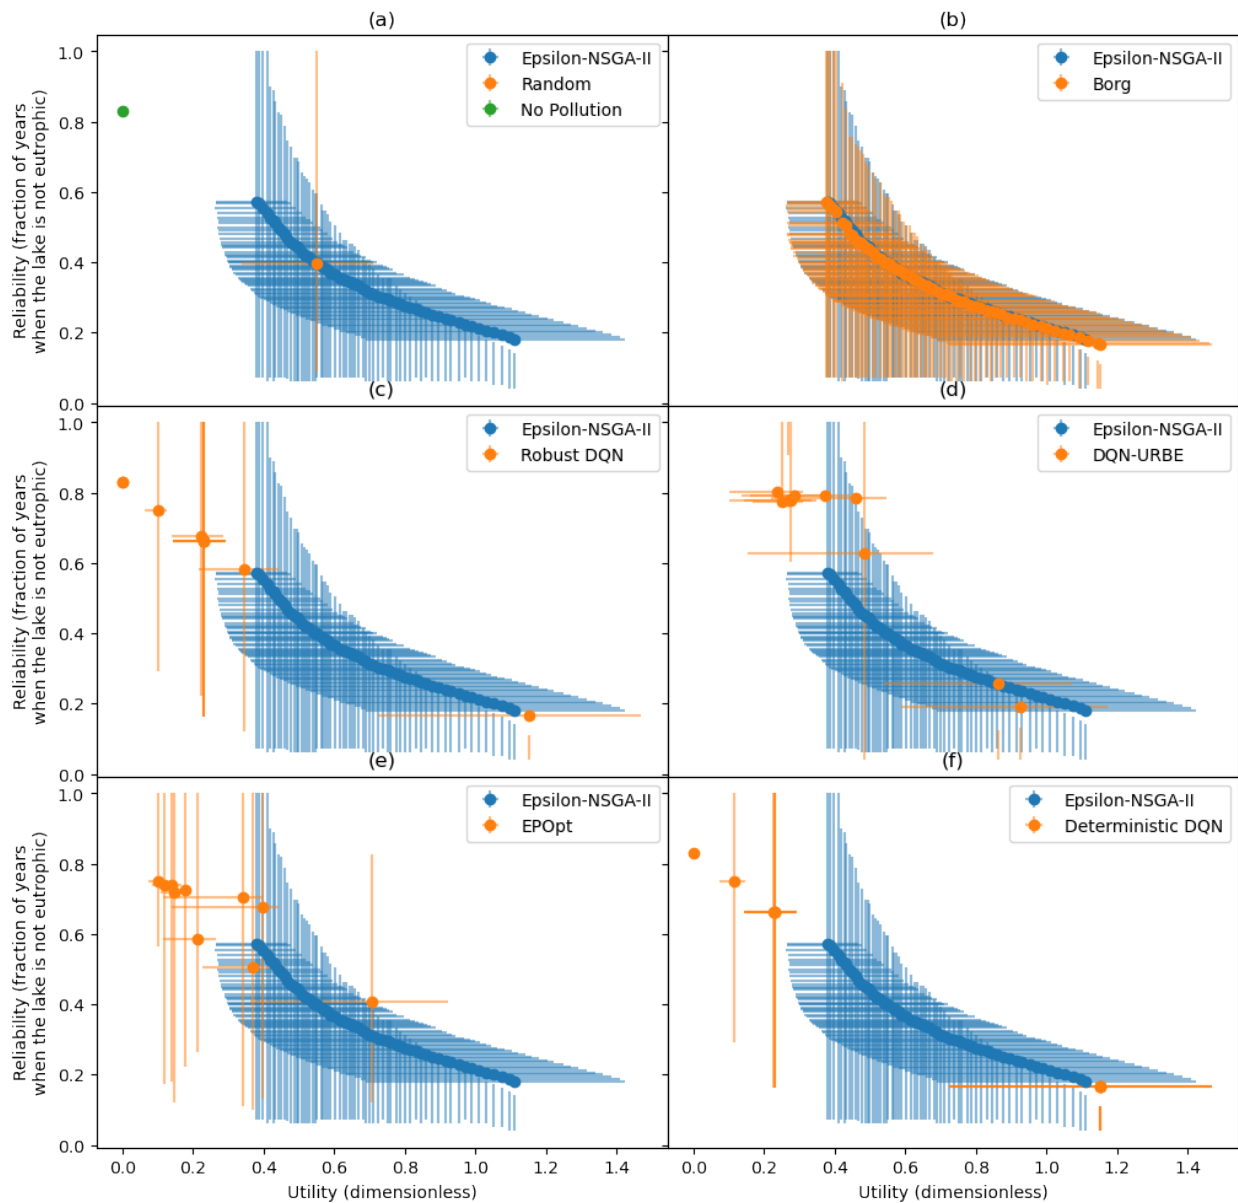 (a)
(b)
Epsilon-NSGA-II
Random
No Pollution
Epsilon-NSGA-II
Borg
1.0
0.8
0.6
0.4
0.2
0.0
Reliability (fraction of years
when the lake is not eutrophic)
(c)
(d)
Epsilon-NSGA-II
Robust DQN
Epsilon-NSGA-II
DQN-URBE
1.0
0.8
0.6
0.4
0.2
0.0
Reliability (fraction of years
when the lake is not eutrophic)
(e)
(f)
Epsilon-NSGA-II
EPOpt
Epsilon-NSGA-II
Deterministic DQN
1.0
0.8
0.6
0.4
0.2
0.0
Reliability (fraction of years
when the lake is not eutrophic)
0.0 0.2 0.4 0.6 0.8 1.0 1.2 1.4
0.0 0.2 0.4 0.6 0.8 1.0 1.2 1.4
Utility (dimensionless)
Utility (dimensionless)